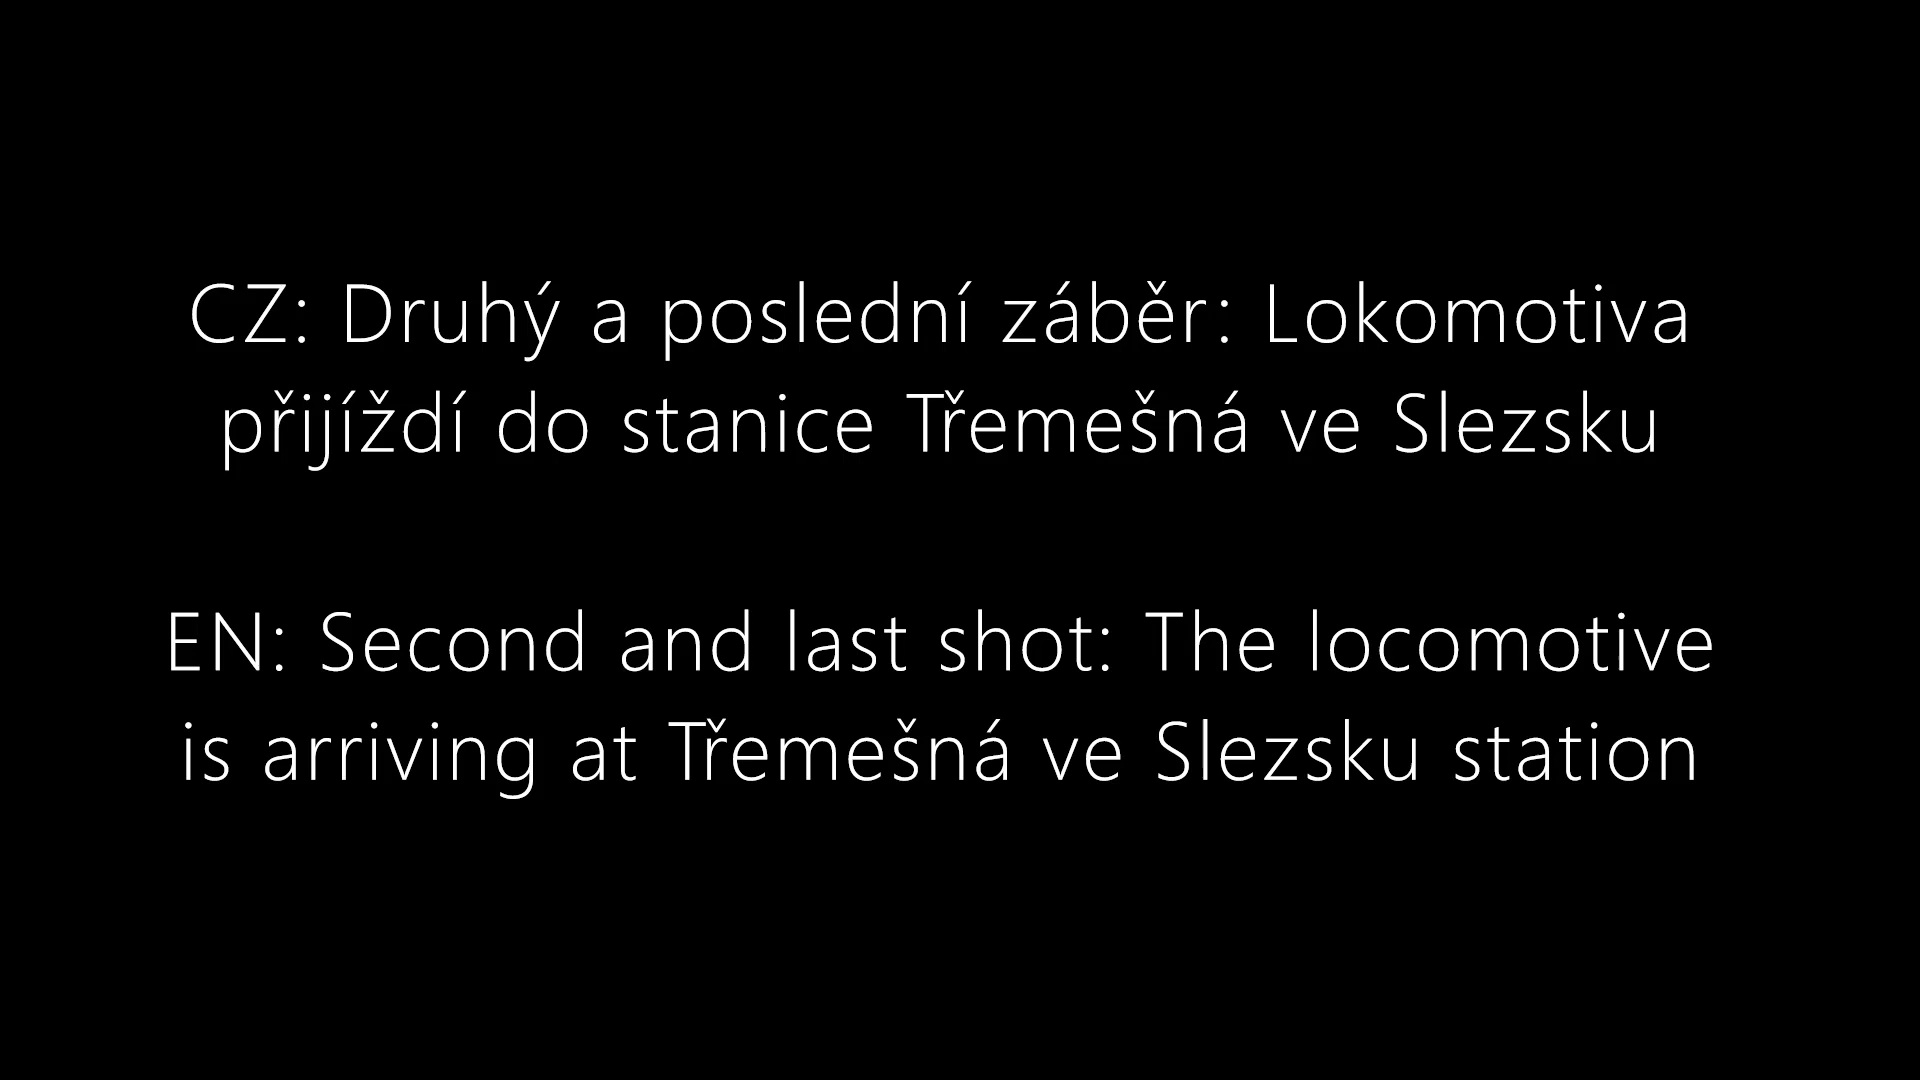 CZ: Druhý a poslední záběr: Lokomotiva
přijíždí do stanice Třemešná ve Slezsku
EN: Second and last shot: The locomotive
is arriving at Třemešná ve Slezsku station